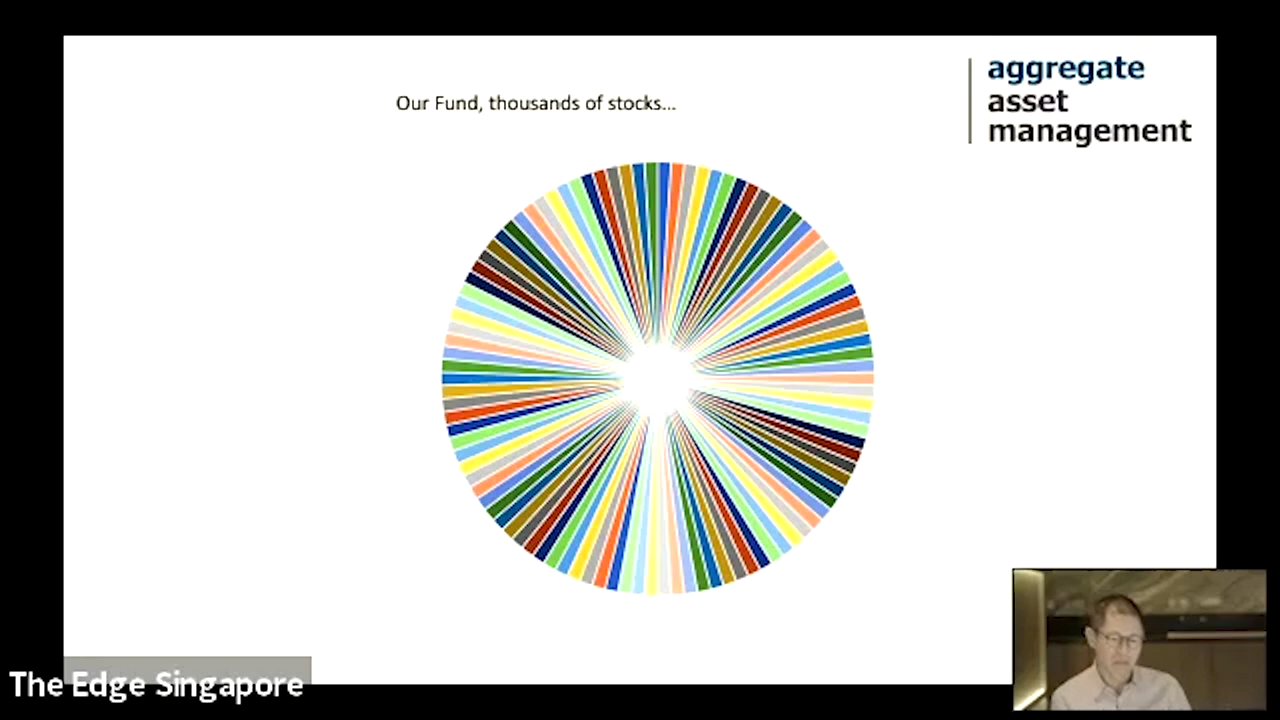 aggregate
asset
management
Our Fund, thousands of stocks...
The Edge Singapore